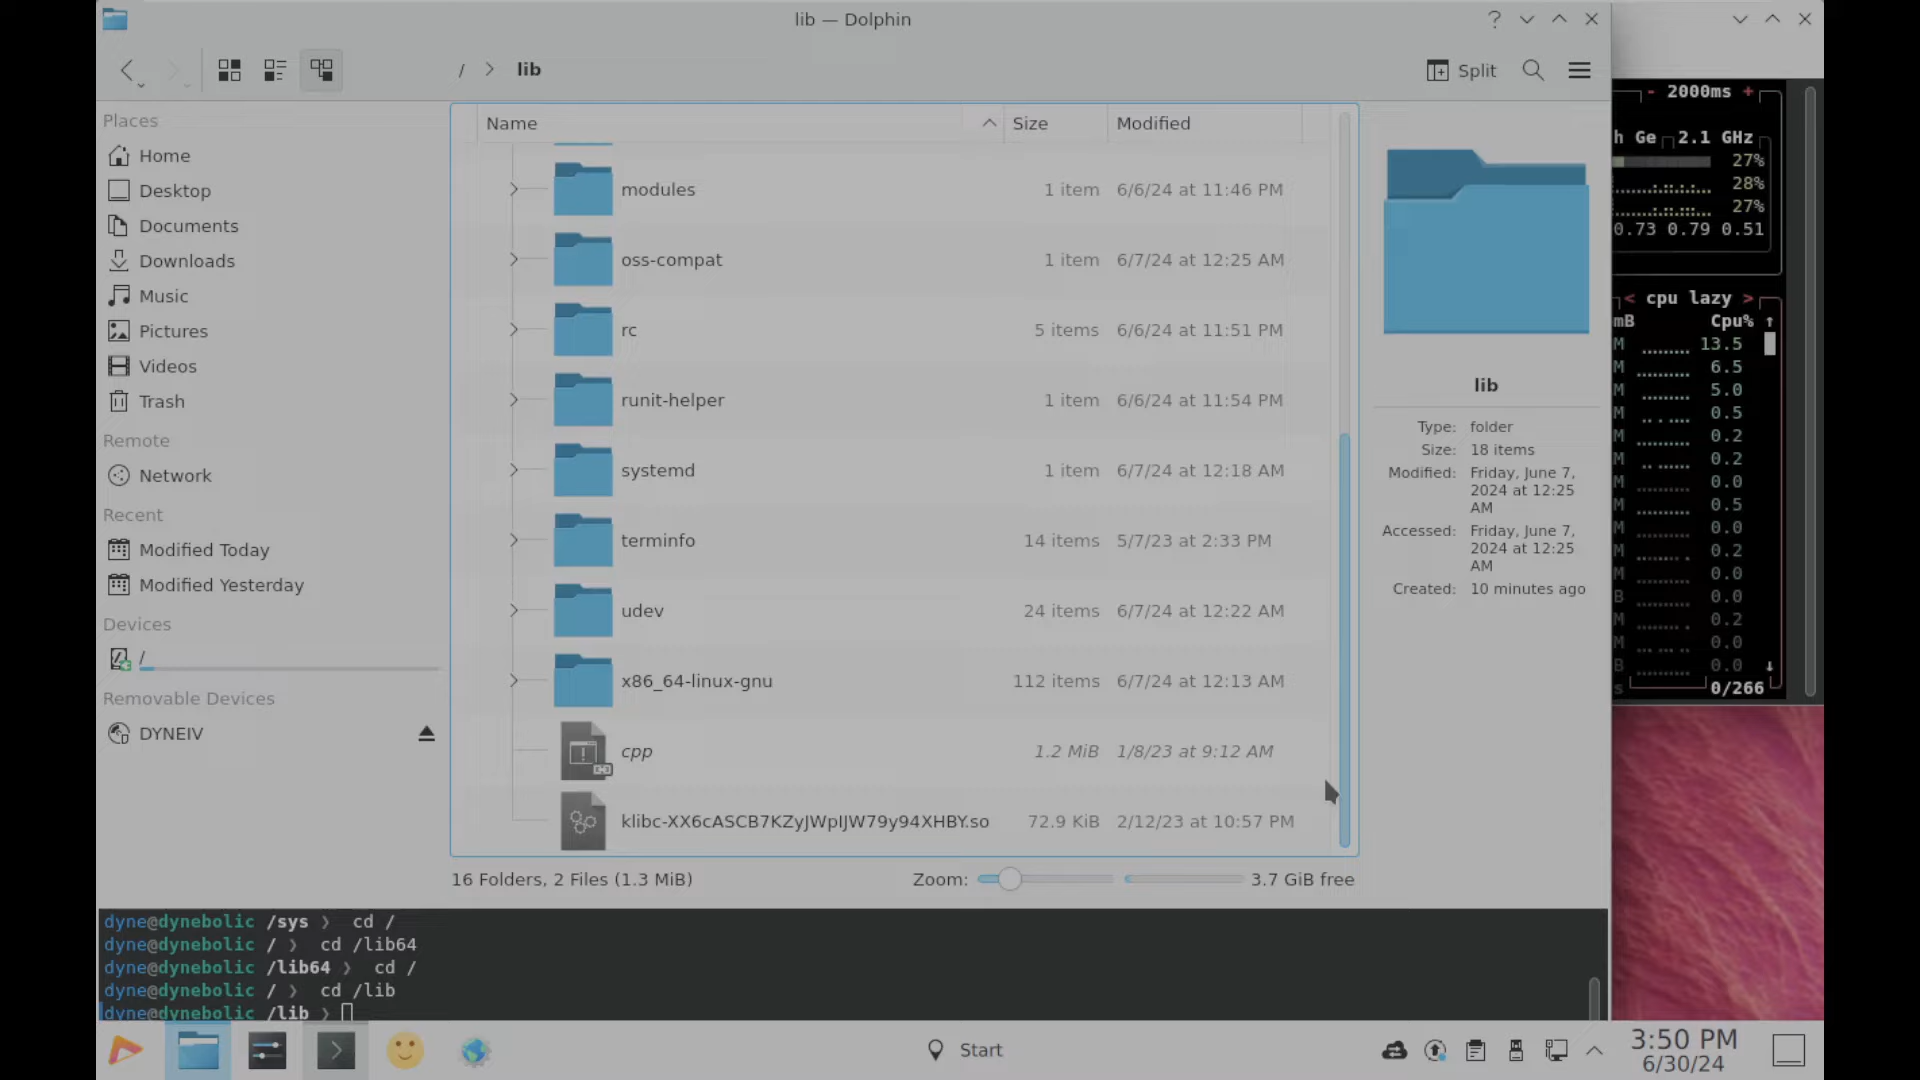 lib — Dolphin
/ > lib
Split
Places
Home
Desktop
Documents
Downloads
Music
Pictures
Videos
Trash
Remote
Network
Recent
Modified Today
Modified Yesterday
Devices
/
Removable Devices
DYNEIV
Name Size Modified
modules 1 item 6/6/24 at 11:46 PM
oss-compat 1 item 6/7/24 at 12:25 AM
rc 5 items 6/6/24 at 11:51 PM
runit-helper 1 item 6/6/24 at 11:54 PM
systemd 1 item 6/7/24 at 12:18 AM
terminfo 14 items 5/7/23 at 2:33 PM
udev 24 items 6/7/24 at 12:22 AM
x86_64-linux-gnu 112 items 6/7/24 at 12:13 AM
cpp 1.2 MiB 1/8/23 at 9:12 AM
klibc-XX6cASCB7KZyJWpIJW79y94XHBY.so 72.9 KiB 2/12/23 at 10:57 PM
16 Folders, 2 Files (1.3 MiB)
Zoom:
3.7 GiB free
lib
Type: folder
Size: 18 items
Modified: Friday, June 7,
2024 at 12:25
AM
Accessed: Friday, June 7,
2024 at 12:25
AM
Created: 10 minutes ago
- 2000ms +
h Ge 2.1 GHz
27%
28%
27%
0.73 0.79 0.51
< cpu lazy >
mB Cpu% ↑
M 13.5
M 6.5
M 5.0
M 0.5
M 0.2
M 0.2
M 0.0
M 0.5
M 0.0
M 0.2
M 0.0
B 0.0
M 0.2
M 0.0
B 0.0 ↓
s 0/266
dyne@dynebolic /sys ❯ cd /
dyne@dynebolic / ❯ cd /lib64
dyne@dynebolic /lib64 ❯ cd /
dyne@dynebolic / ❯ cd /lib
dyne@dynebolic /lib ❯
Start
3:50 PM
6/30/24